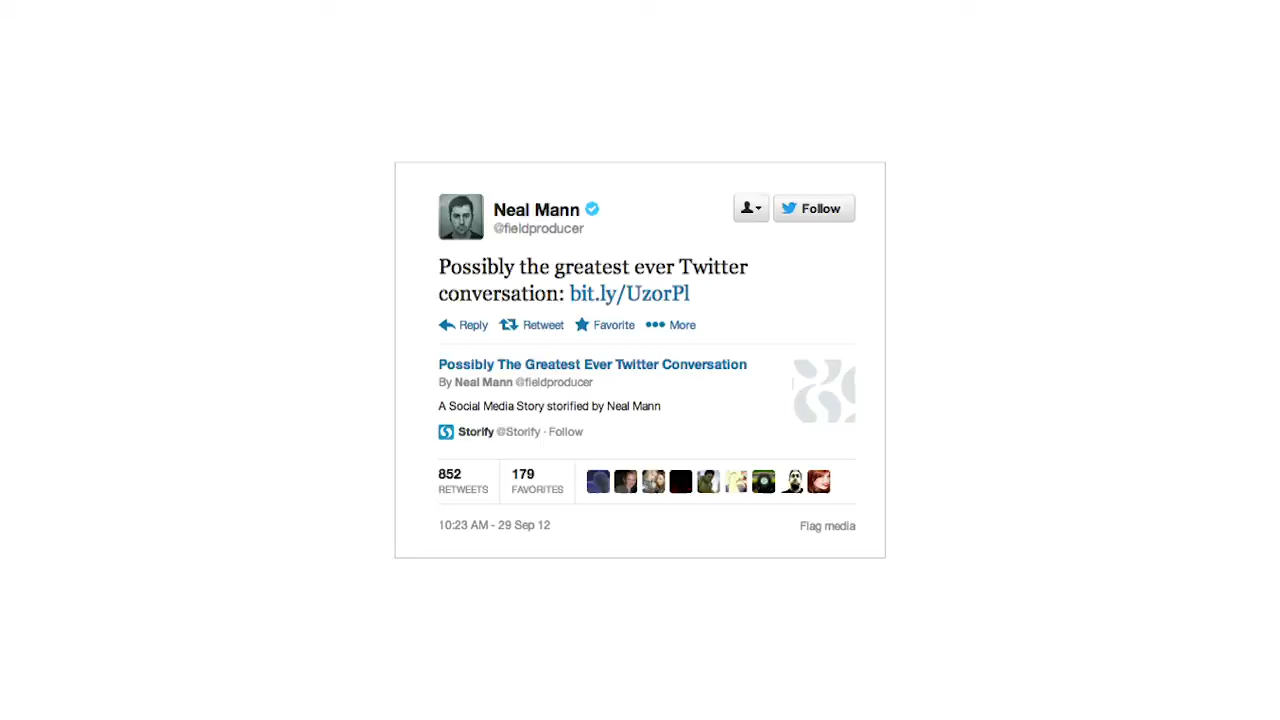 Neal Mann
@fieldproducer
Follow
Possibly the greatest ever Twitter
conversation: bit.ly/UzorPl
Reply Retweet Favorite More
Possibly The Greatest Ever Twitter Conversation
By Neal Mann @fieldproducer
A Social Media Story storified by Neal Mann
Storify @Storify · Follow
852 179
RETWEETS FAVORITES
10:23 AM - 29 Sep 12 Flag media